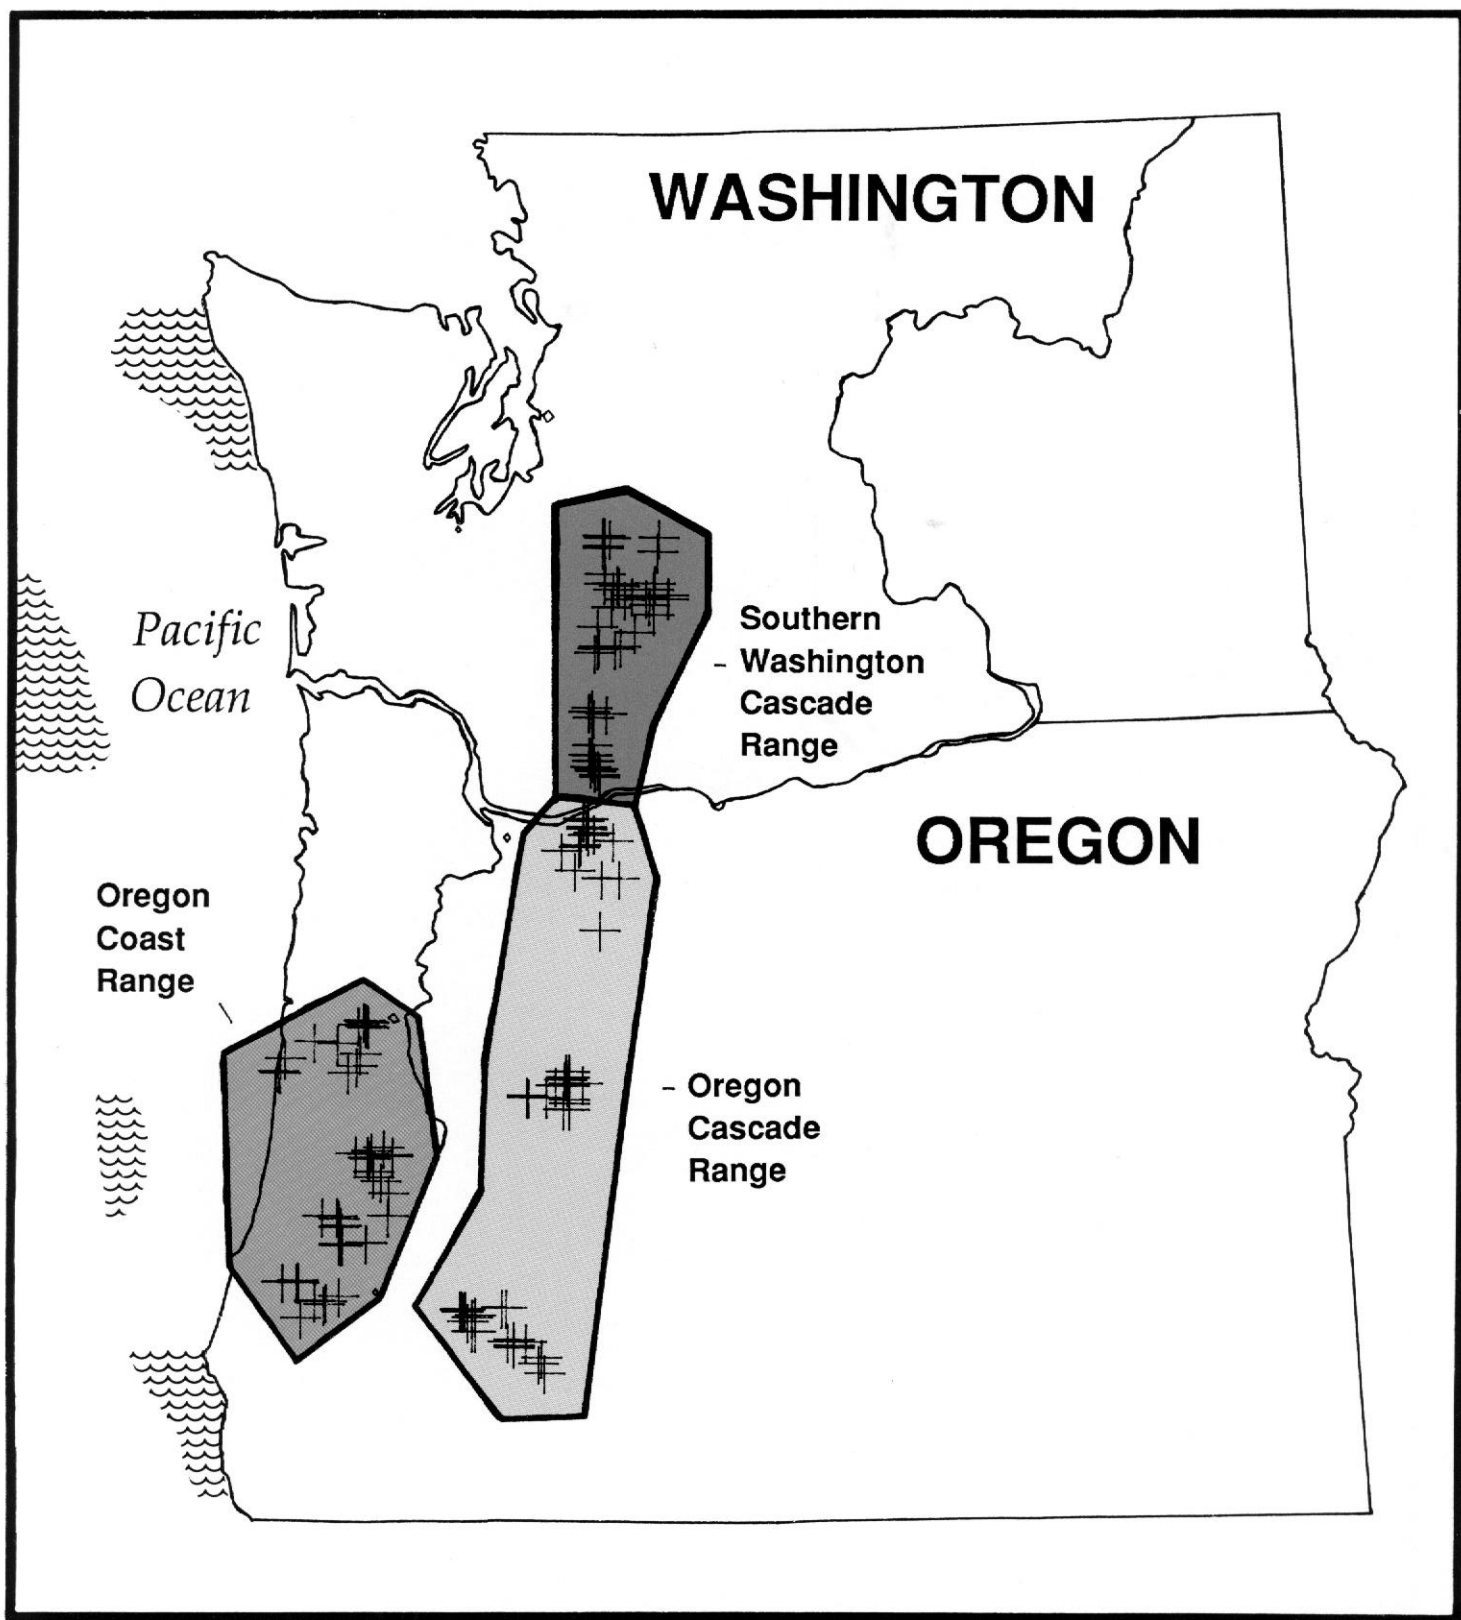 WASHINGTON
Pacific
Ocean
Southern
Washington
Cascade
Range
OREGON
Oregon
Coast
Range
Oregon
Cascade
Range